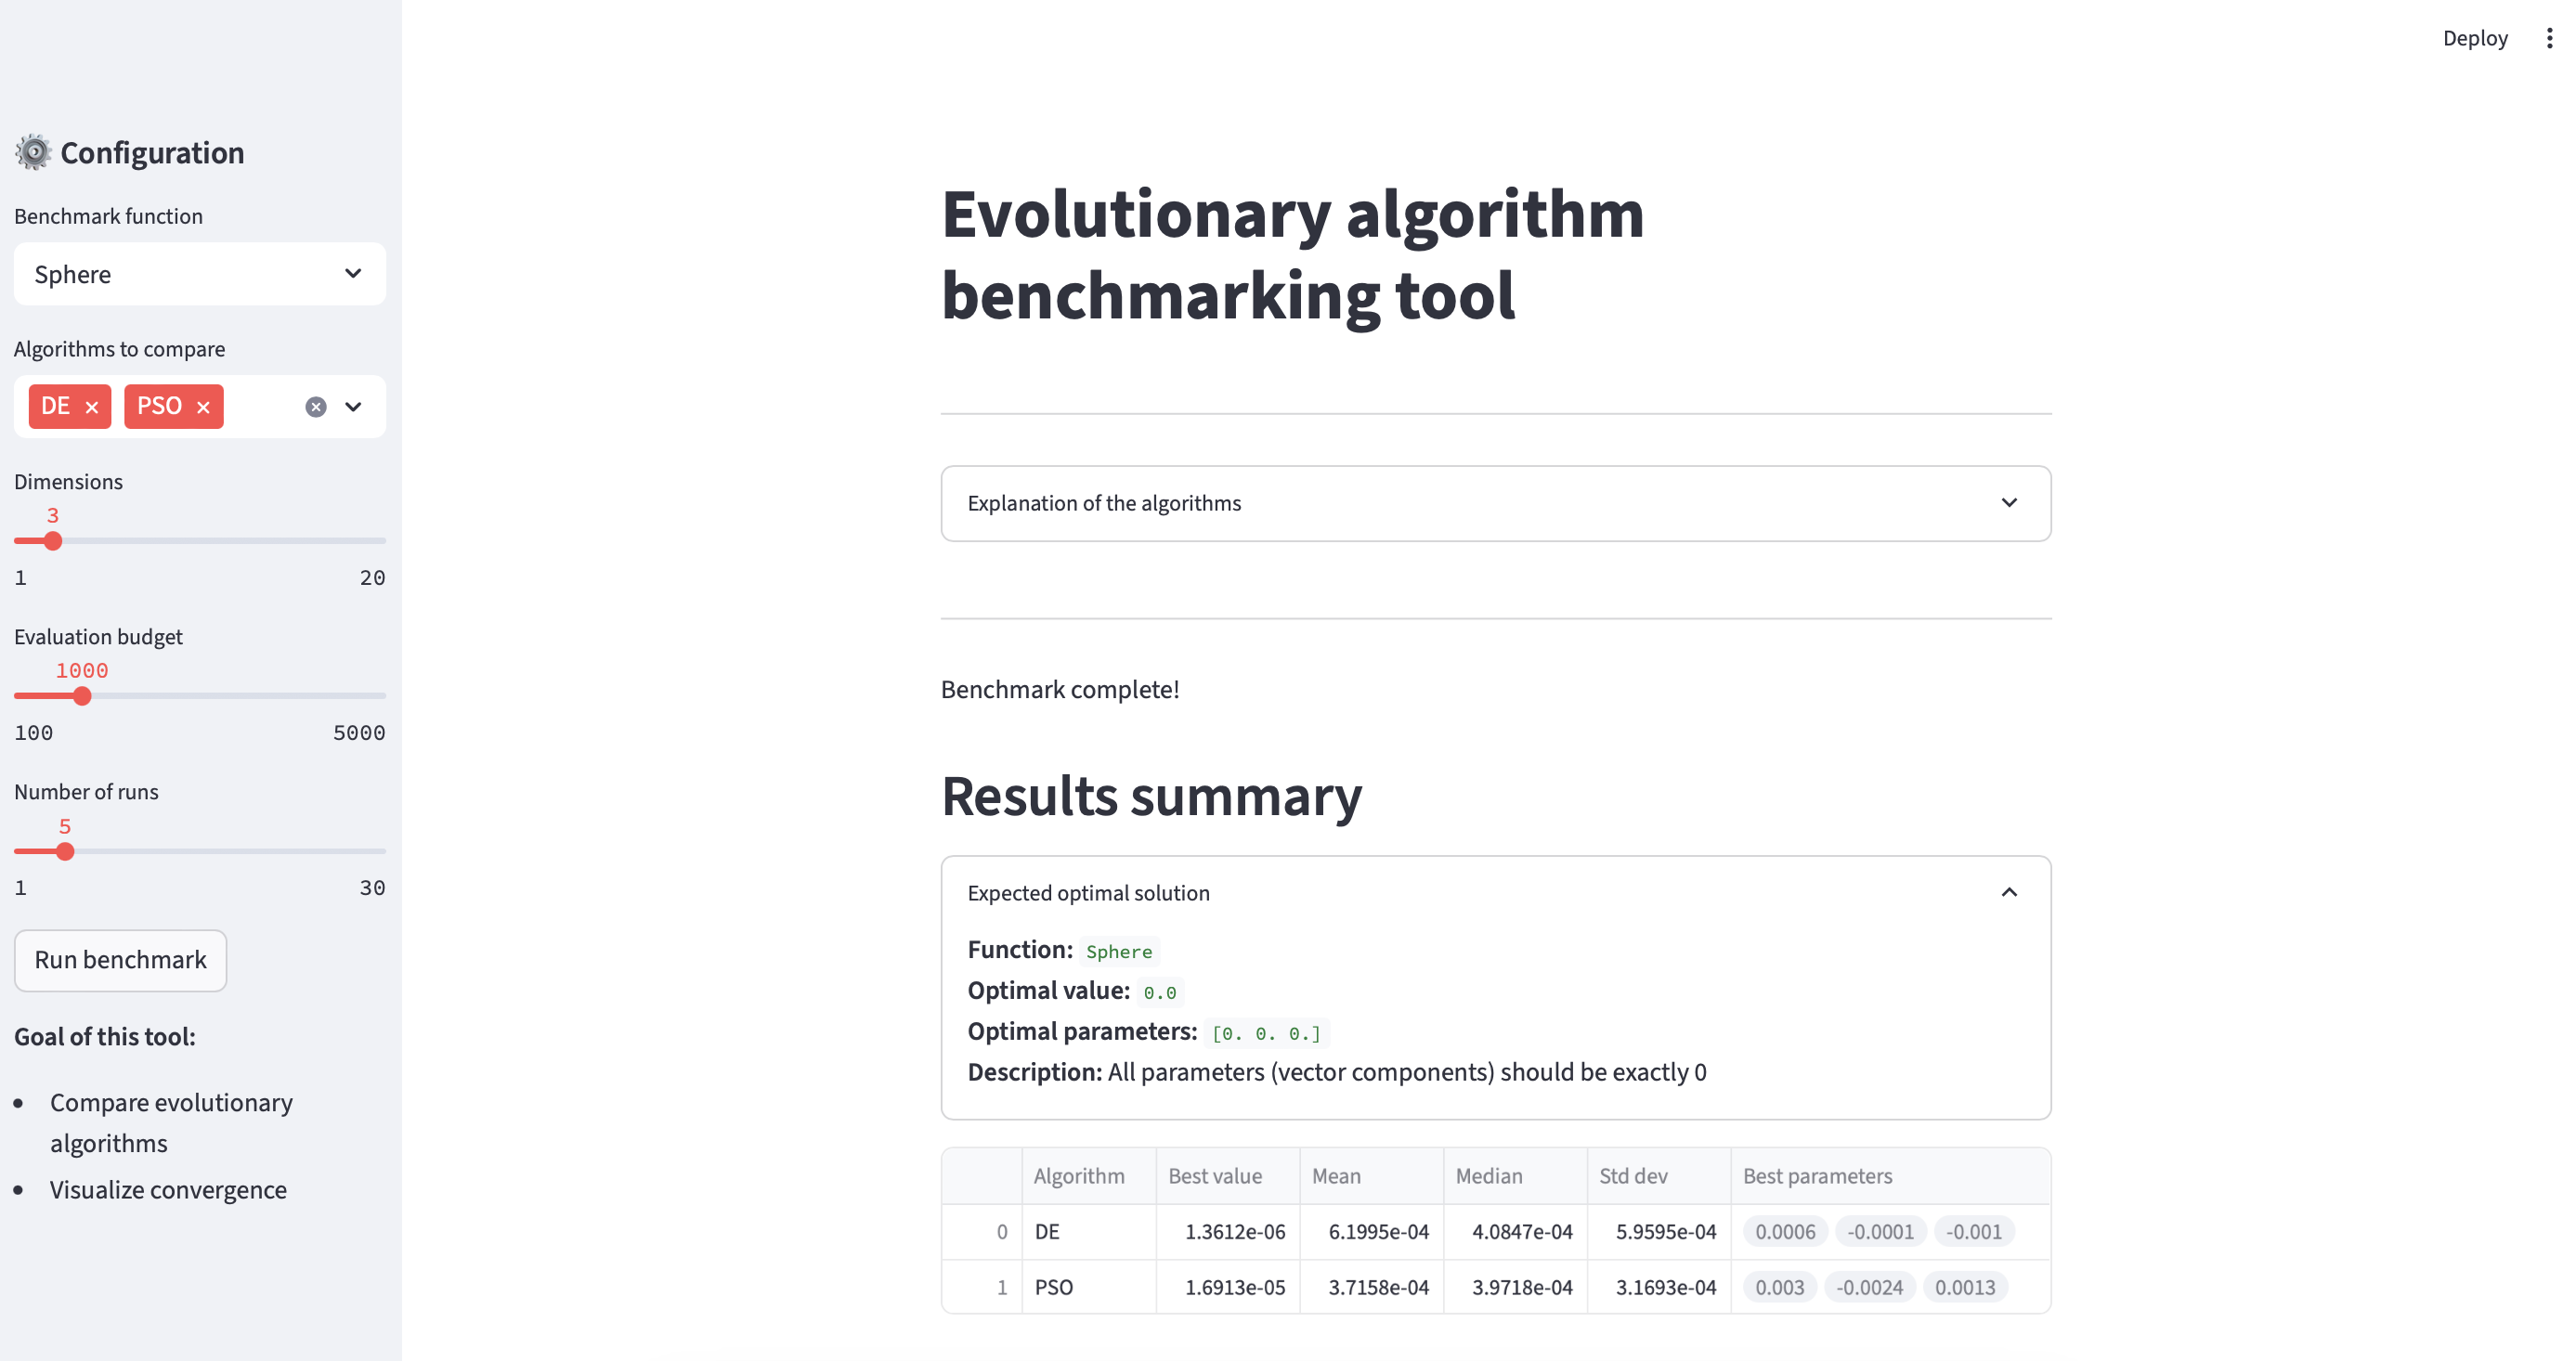 Deploy
Configuration
Benchmark function
Sphere
Algorithms to compare
DE PSO
Dimensions
3
1 20
Evaluation budget
1000
100 5000
Number of runs
5
1 30
Run benchmark
Goal of this tool:
Compare evolutionary
algorithms
Visualize convergence
Evolutionary algorithm
benchmarking tool
Explanation of the algorithms
Benchmark complete!
Results summary
Expected optimal solution
Function: Sphere
Optimal value: 0.0
Optimal parameters: [0. 0. 0.]
Description: All parameters (vector components) should be exactly 0
Algorithm Best value Mean Median Std dev Best parameters
0 DE 1.3612e-06 6.1995e-04 4.0847e-04 5.9595e-04 0.0006 -0.0001 -0.001
1 PSO 1.6913e-05 3.7158e-04 3.9718e-04 3.1693e-04 0.003 -0.0024 0.0013